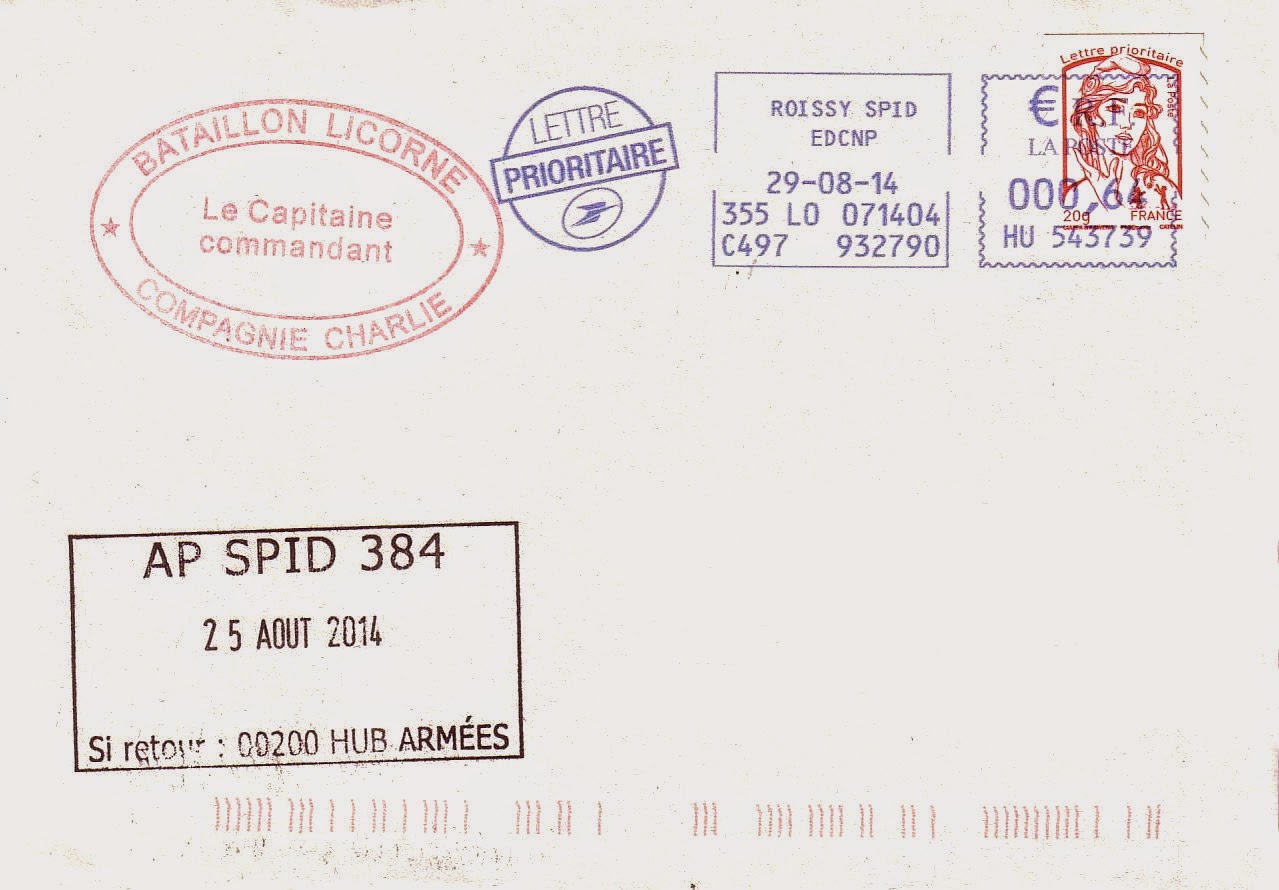 BATAILLON LICORNE
Le Capitaine
commandant
COMPAGNIE CHARLIE
LETTRE
PRIORITAIRE
ROISSY SPID
EDCNP
29-08-14
355 LO 071404
C497 932790
€ R.F.
LA POSTE
000,64
HU 543739
Lettre prioritaire
La Poste
20g
FRANCE
AP SPID 384
25 AOUT 2014
Si retour : 00200 HUB ARMÉES